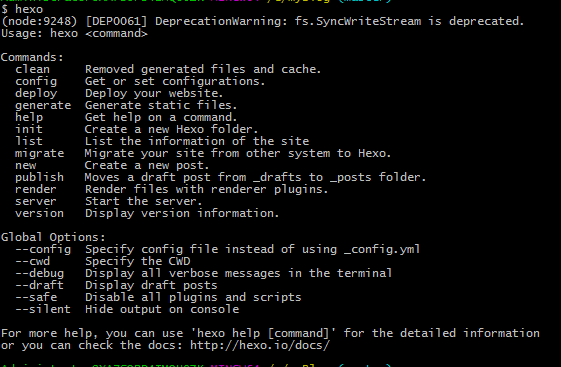 $ hexo
(node:9248) [DEP0061] DeprecationWarning: fs.SyncWriteStream is deprecated.
Usage: hexo <command>
Commands:
clean Removed generated files and cache.
config Get or set configurations.
deploy Deploy your website.
generate Generate static files.
help Get help on a command.
init Create a new Hexo folder.
list List the information of the site
migrate Migrate your site from other system to Hexo.
new Create a new post.
publish Moves a draft post from _drafts to _posts folder.
render Render files with renderer plugins.
server Start the server.
version Display version information.
Global Options:
--config Specify config file instead of using _config.yml
--cwd Specify the CWD
--debug Display all verbose messages in the terminal
--draft Display draft posts
--safe Disable all plugins and scripts
--silent Hide output on console
For more help, you can use 'hexo help [command]' for the detailed information
or you can check the docs: http://hexo.io/docs/